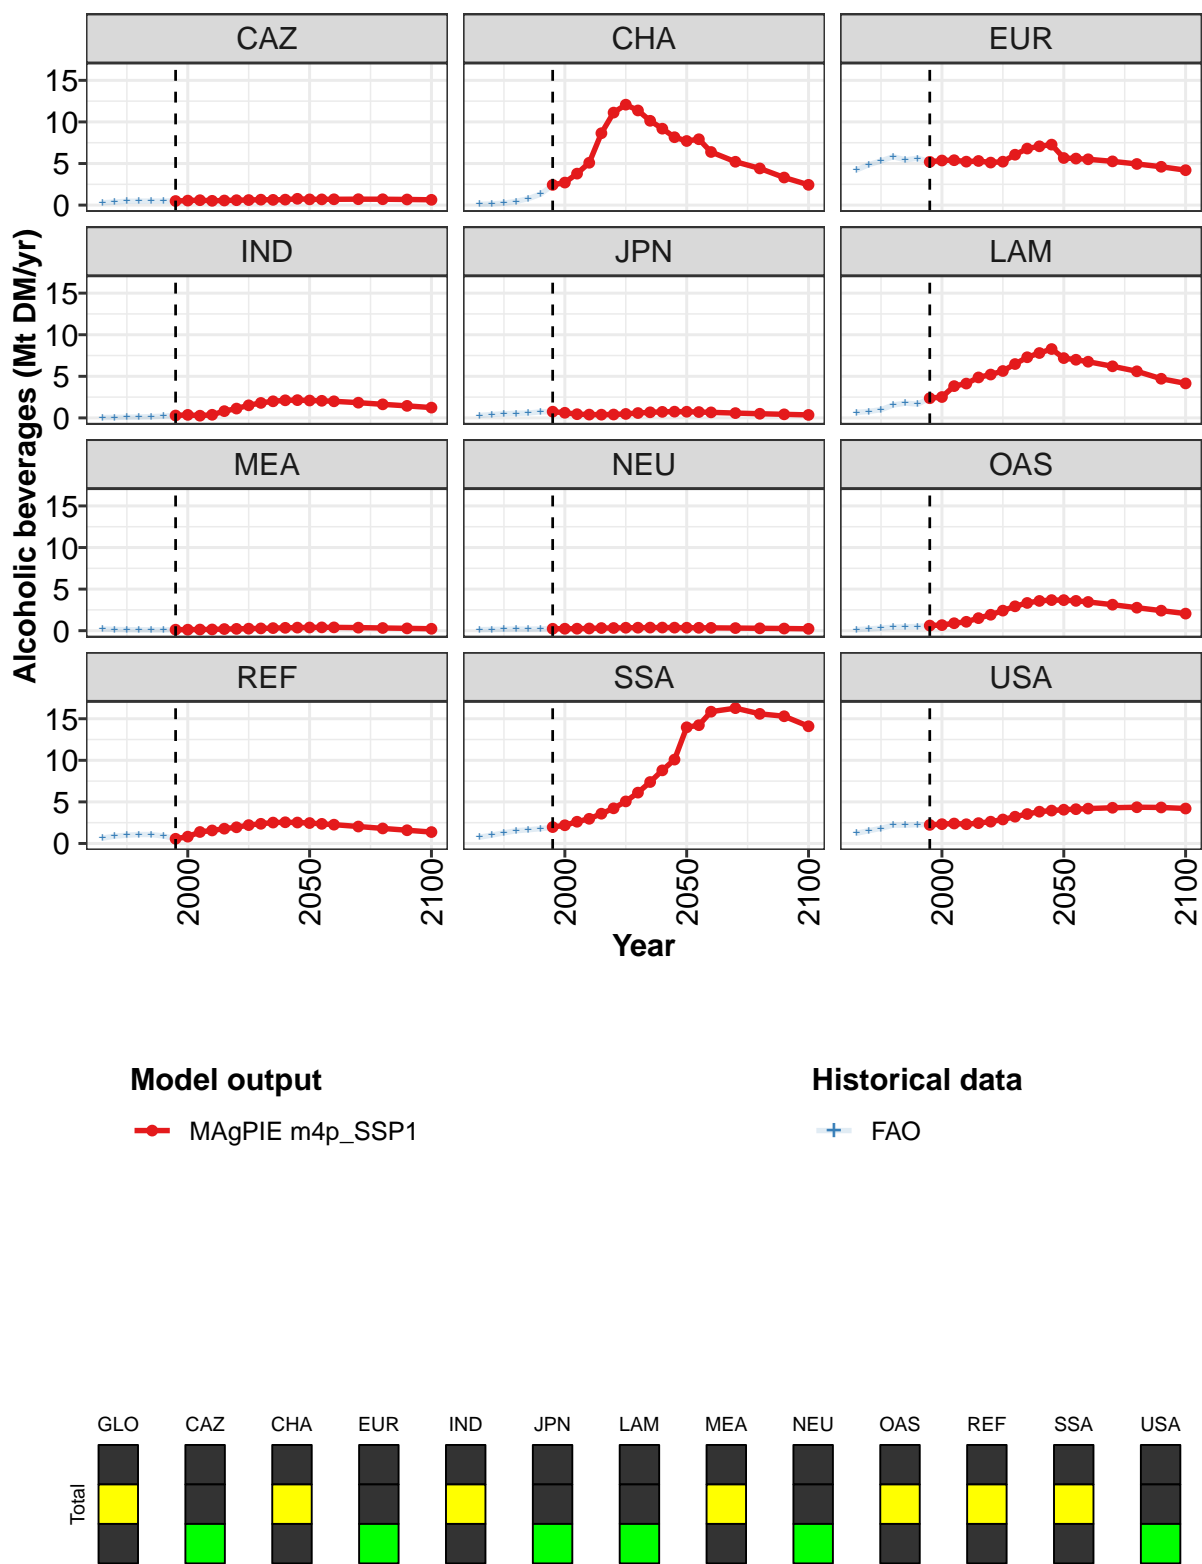 CAZ CHA EUR
15
10
5
0
IND JPN LAM
15
10
5
0
MEA NEU OAS
15
10
5
0
REF SSA USA
15
10
5
0
Alcoholic beverages (Mt DM/yr)
2000 2050 2100 2000 2050 2100 2000 2050 2100
Year
Model output Historical data
MAgPIE m4p_SSP1 FAO
GLO CAZ CHA EUR IND JPN LAM MEA NEU OAS REF SSA USA
Total